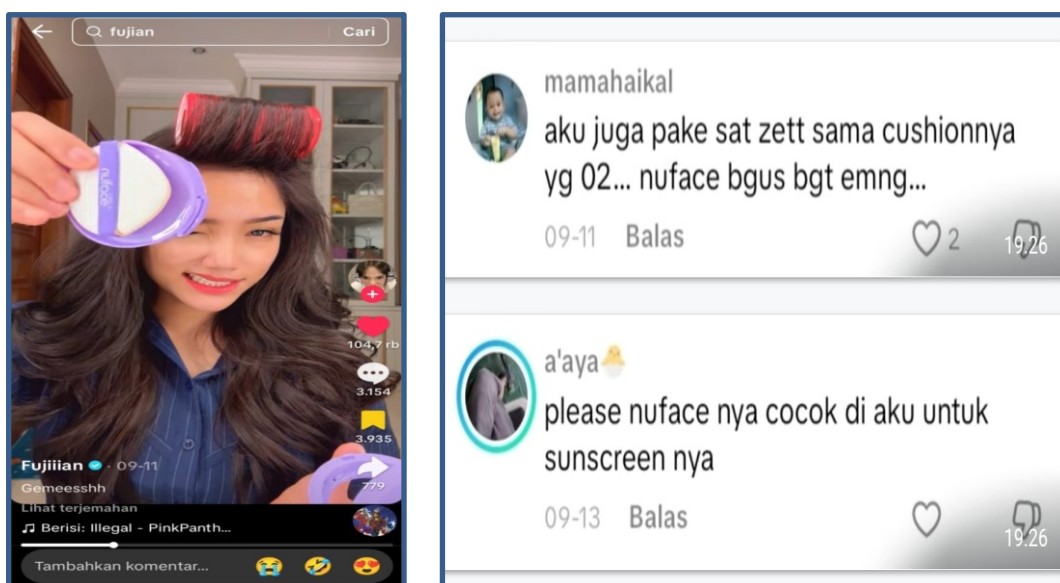 fujian
Cari
nuface
104,7 rb
3.154
3.935
779
Fujiiian · 09-11
Gemeesshh
Lihat terjemahan
Berisi: Illegal - PinkPanth...
Tambahkan komentar...
mamahaikal
aku juga pake sat zett sama cushionnya
yg 02... nuface bgus bgt emng...
09-11 Balas 2 19.26
a'aya🐣
please nuface nya cocok di aku untuk
sunscreen nya
09-13 Balas 19.26